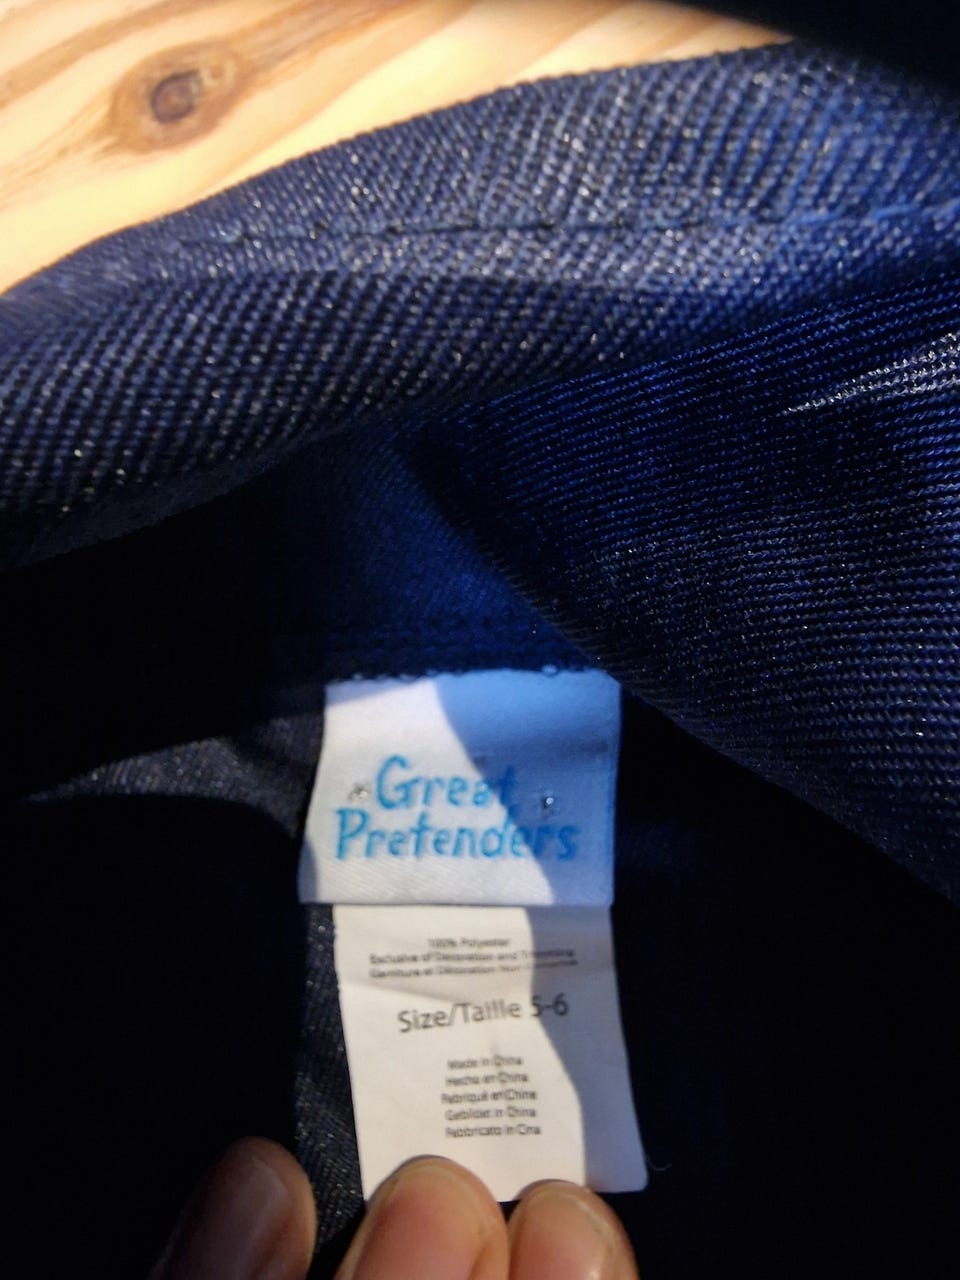 Great
Pretenders
100% Polyester
Exclusive of Decoration and Trimming
Garniture et Décoration Non
Size/Taille 5-6
Made in China
Hecho en China
Fabriqué en Chine
Gebildet in China
Fabbricato in Cina